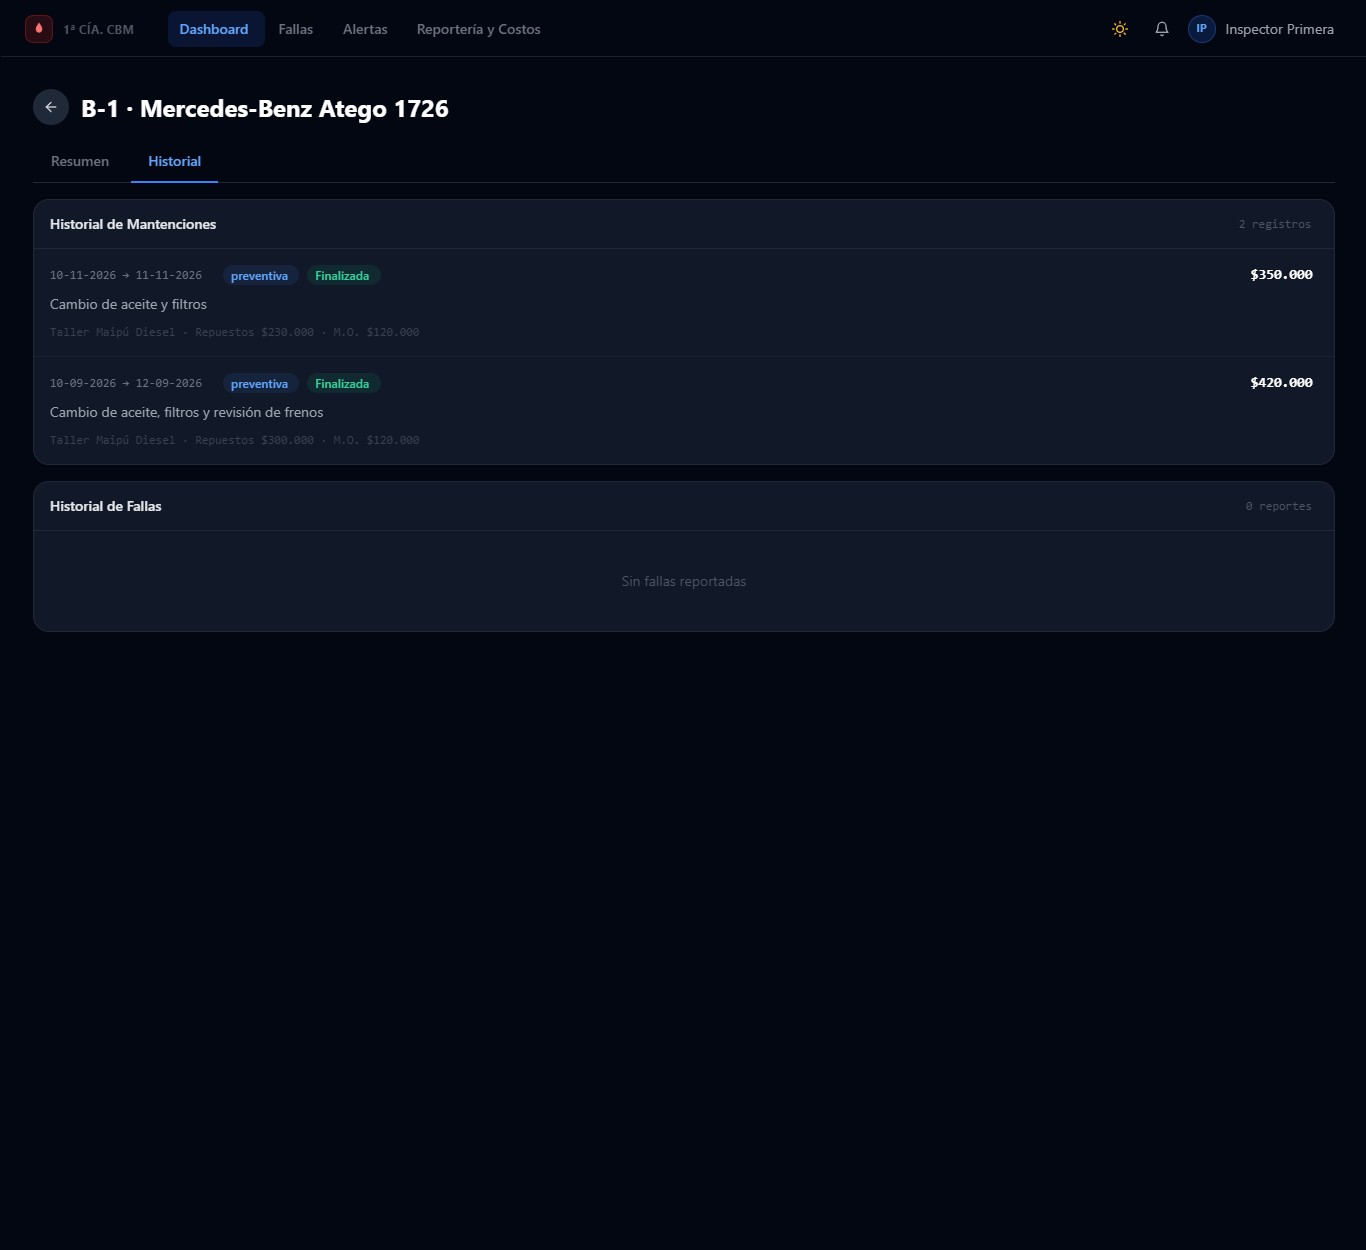 1ª CÍA. CBM Dashboard Fallas Alertas Reportería y Costos IP Inspector Primera
B-1 · Mercedes-Benz Atego 1726
Resumen Historial
Historial de Mantenciones 2 registros
10-11-2026 → 11-11-2026 preventiva Finalizada $350.000
Cambio de aceite y filtros
Taller Maipú Diesel · Repuestos $230.000 · M.O. $120.000
10-09-2026 → 12-09-2026 preventiva Finalizada $420.000
Cambio de aceite, filtros y revisión de frenos
Taller Maipú Diesel · Repuestos $300.000 · M.O. $120.000
Historial de Fallas 0 reportes
Sin fallas reportadas